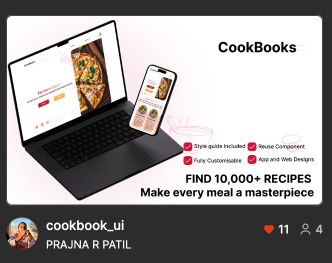 CookBooks
Style guide Included
Reuse Component
Fully Customisable
App and Web Designs
FIND 10,000+ RECIPES
Make every meal a masterpiece
cookbook_ui
11
4
PRAJNA R PATIL